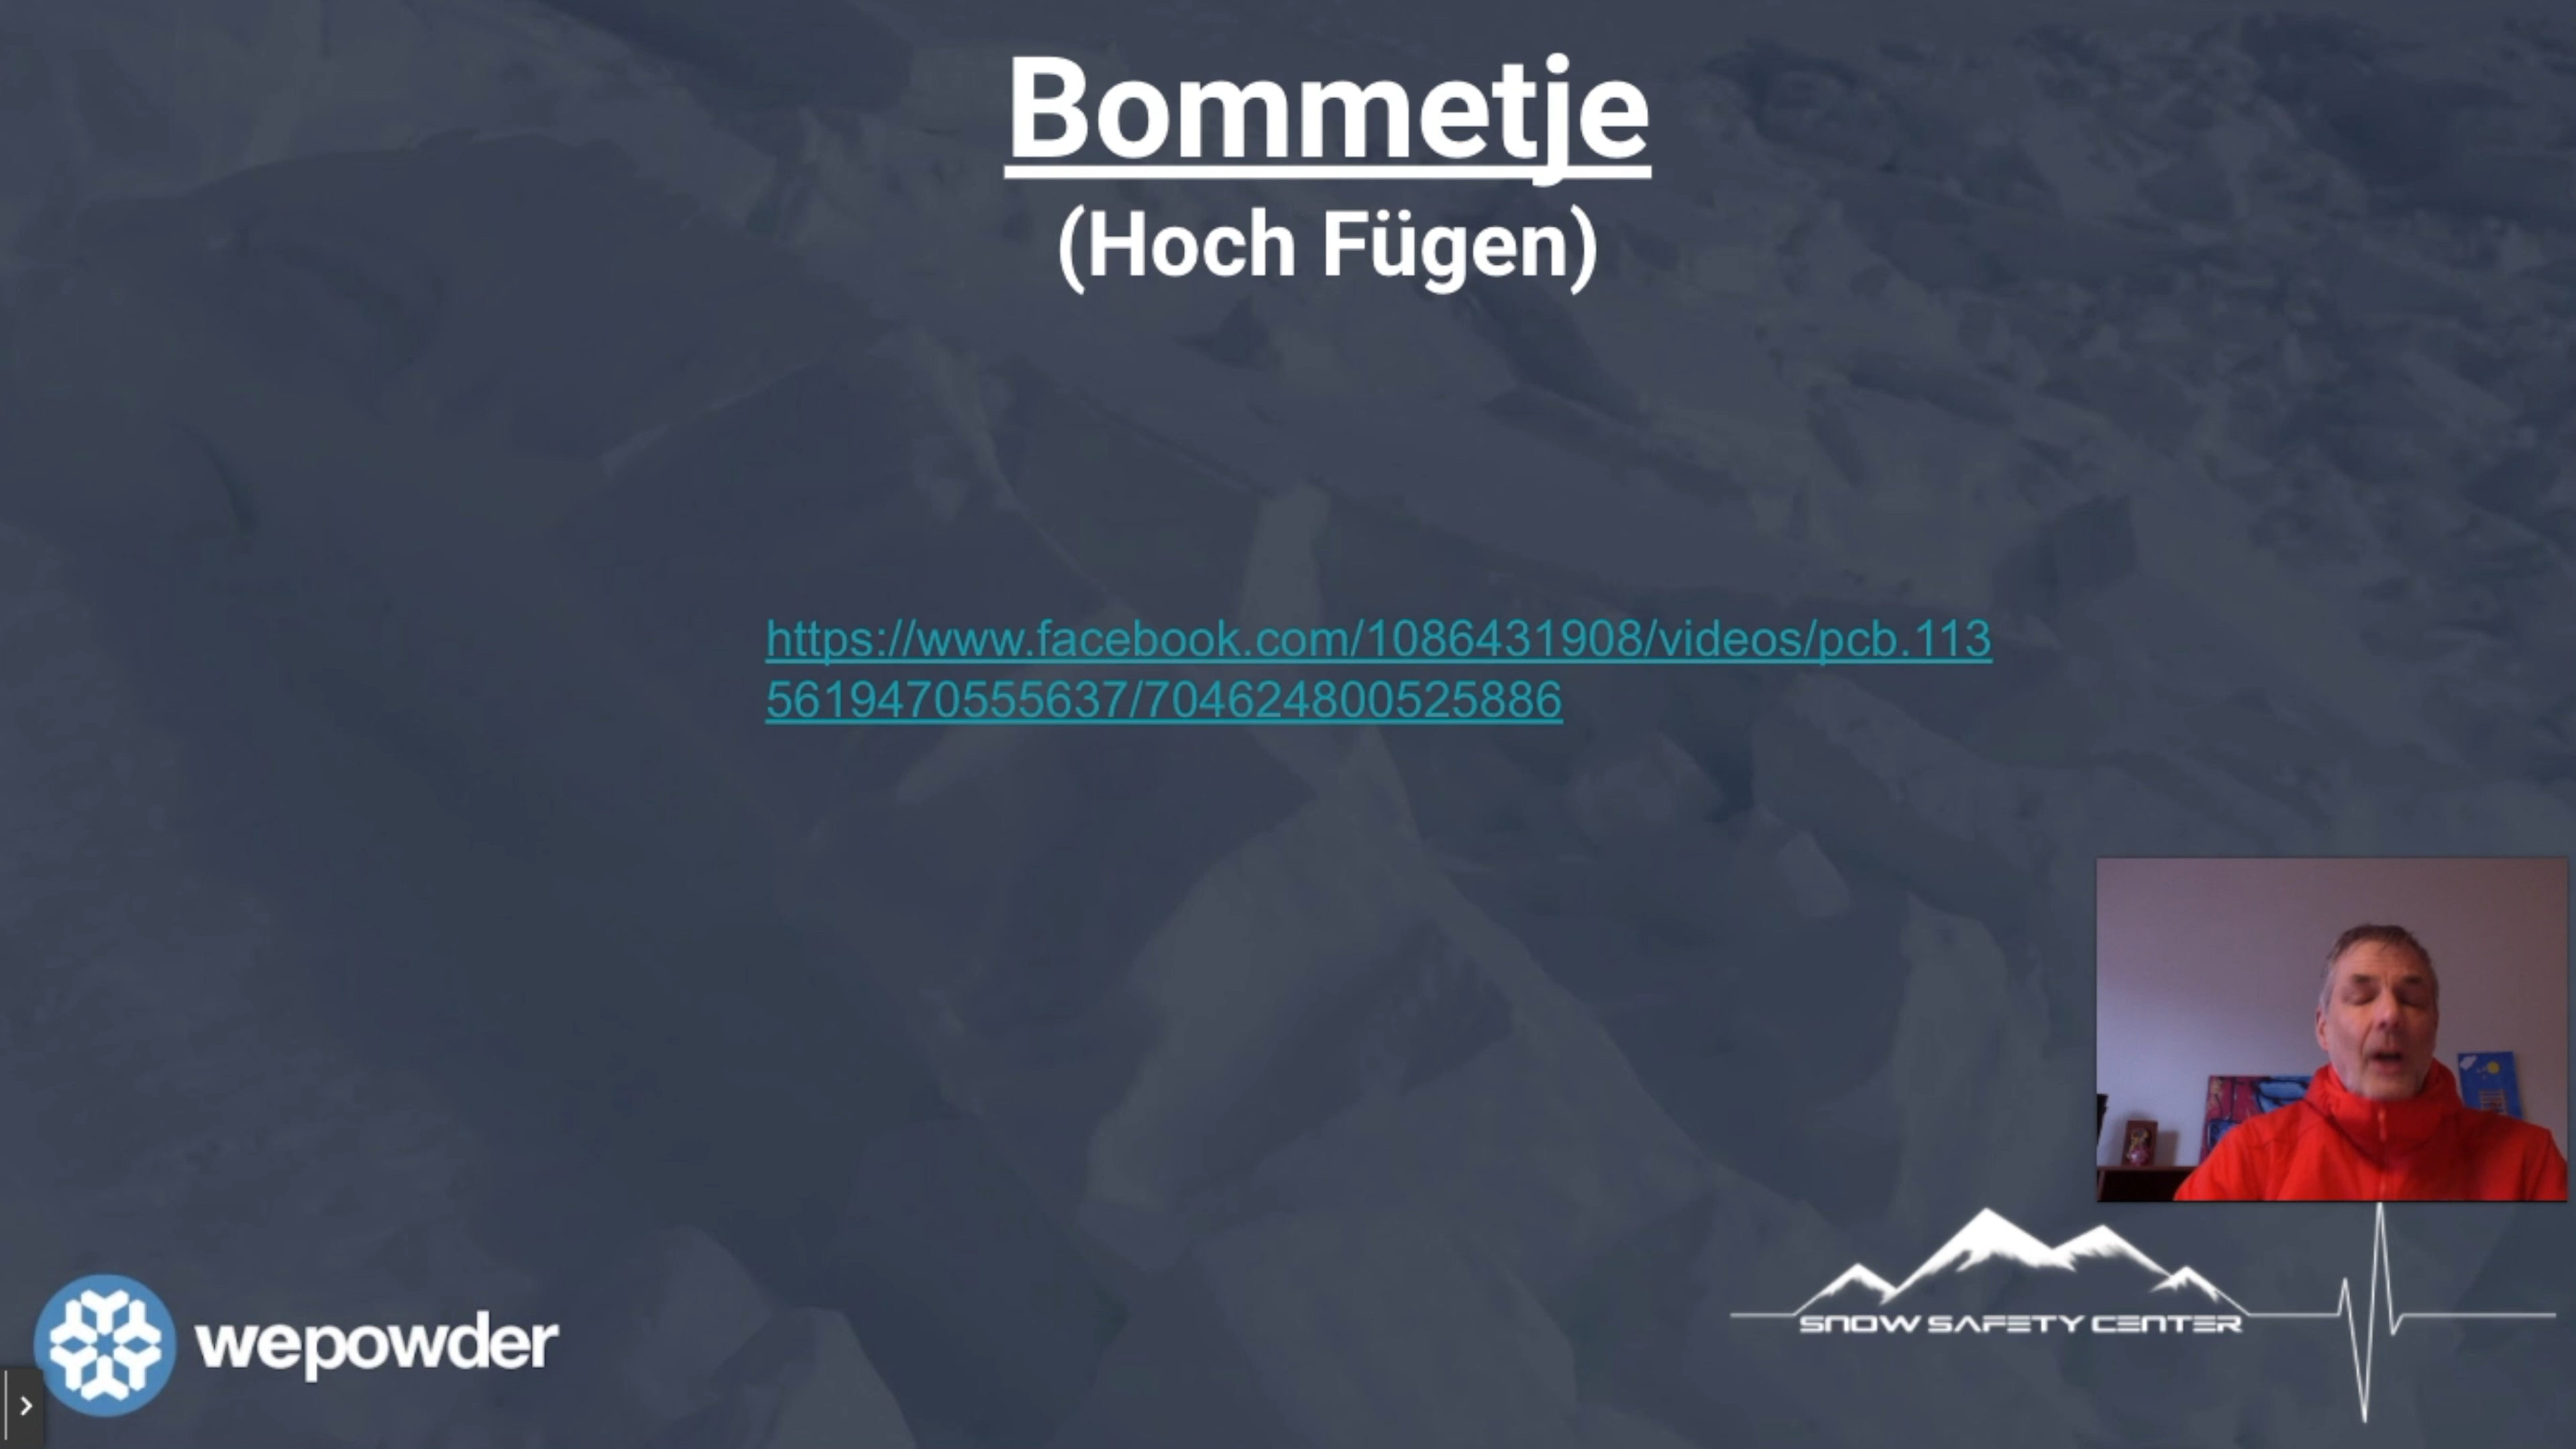 Bommetje
(Hoch Fügen)
https://www.facebook.com/1086431908/videos/pcb.113
5619470555637/704624800525886
wepowder
SNOW SAFETY CENTER